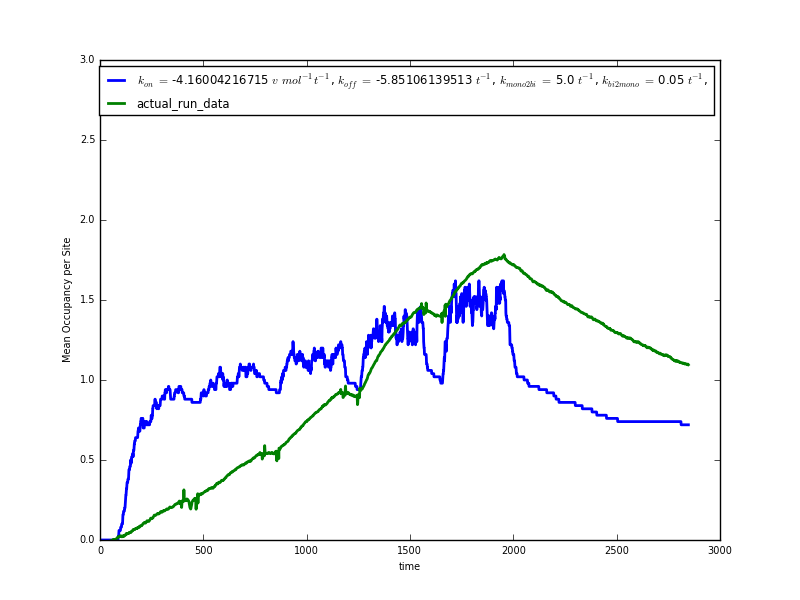 3.0
k_on = -4.16004216715 v mol⁻¹t⁻¹, k_off = -5.85106139513 t⁻¹, k_mono2bi = 5.0 t⁻¹, k_bi2mono = 0.05 t⁻¹,
actual_run_data
2.5
2.0
1.5
1.0
0.5
0.0
Mean Occupancy per Site
0 500 1000 1500 2000 2500 3000
time